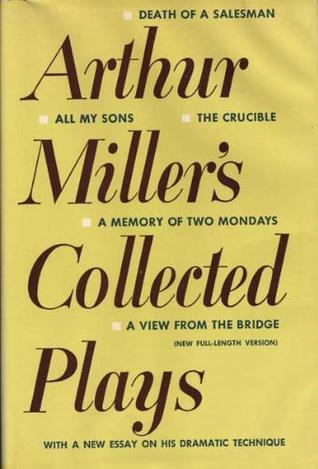 DEATH OF A SALESMAN
Arthur
ALL MY SONS THE CRUCIBLE
Miller's
A MEMORY OF TWO MONDAYS
Collected
A VIEW FROM THE BRIDGE
(NEW FULL-LENGTH VERSION)
Plays
WITH A NEW ESSAY ON HIS DRAMATIC TECHNIQUE